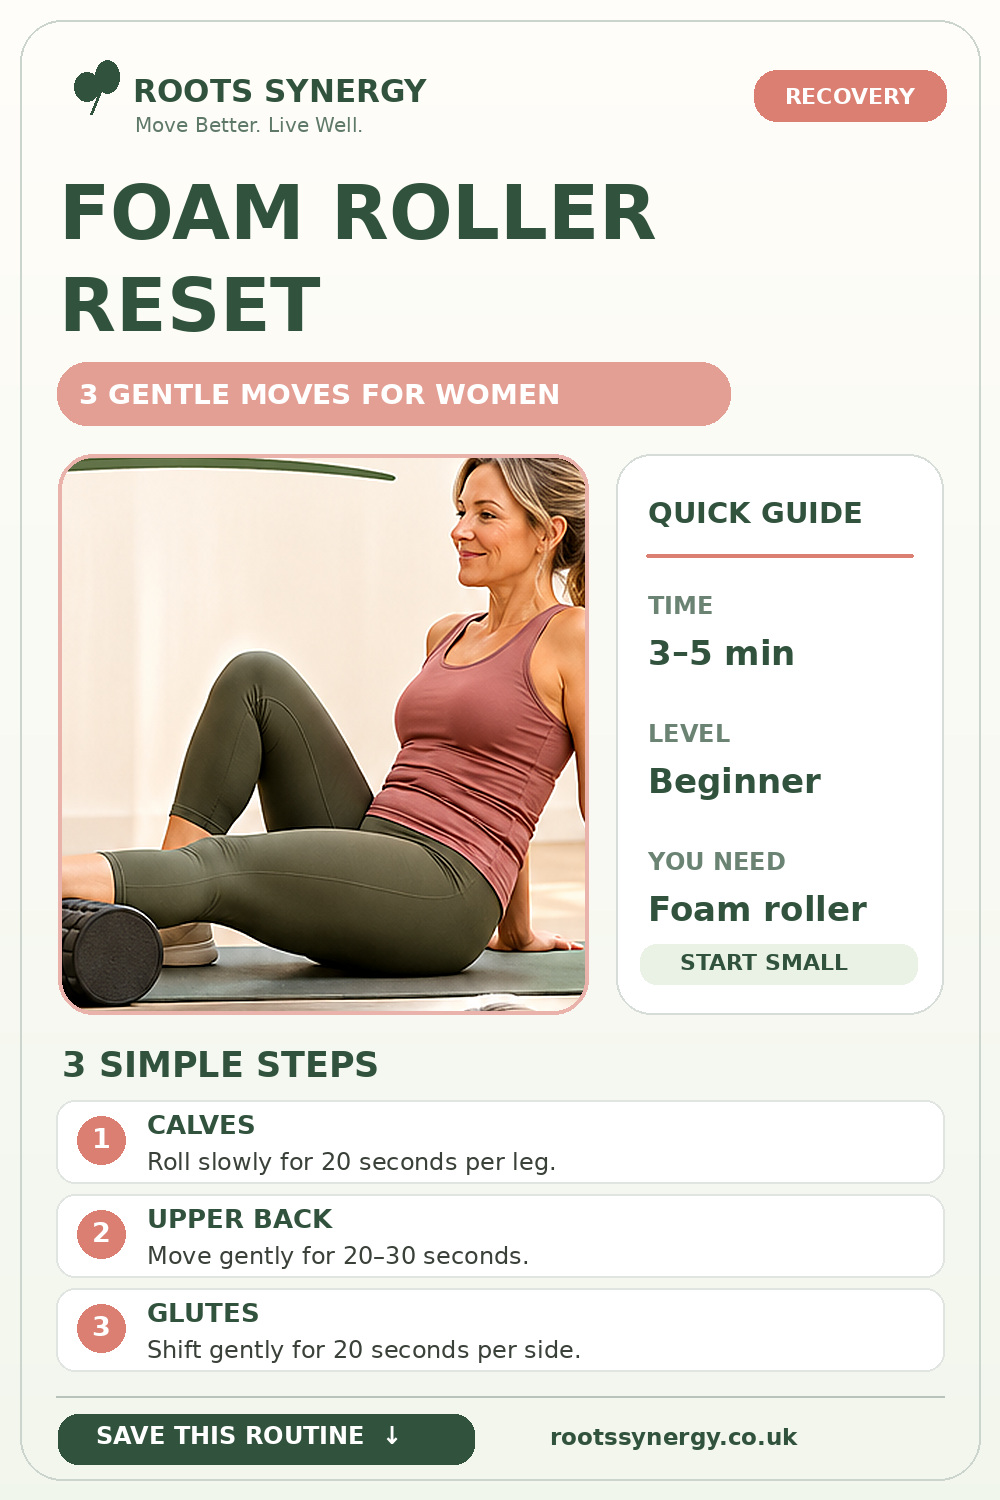 ROOTS SYNERGY
Move Better. Live Well.
RECOVERY
FOAM ROLLER
RESET
3 GENTLE MOVES FOR WOMEN
QUICK GUIDE
TIME
3–5 min
LEVEL
Beginner
YOU NEED
Foam roller
START SMALL
3 SIMPLE STEPS
1
CALVES
Roll slowly for 20 seconds per leg.
2
UPPER BACK
Move gently for 20–30 seconds.
3
GLUTES
Shift gently for 20 seconds per side.
SAVE THIS ROUTINE ↓
rootssynergy.co.uk